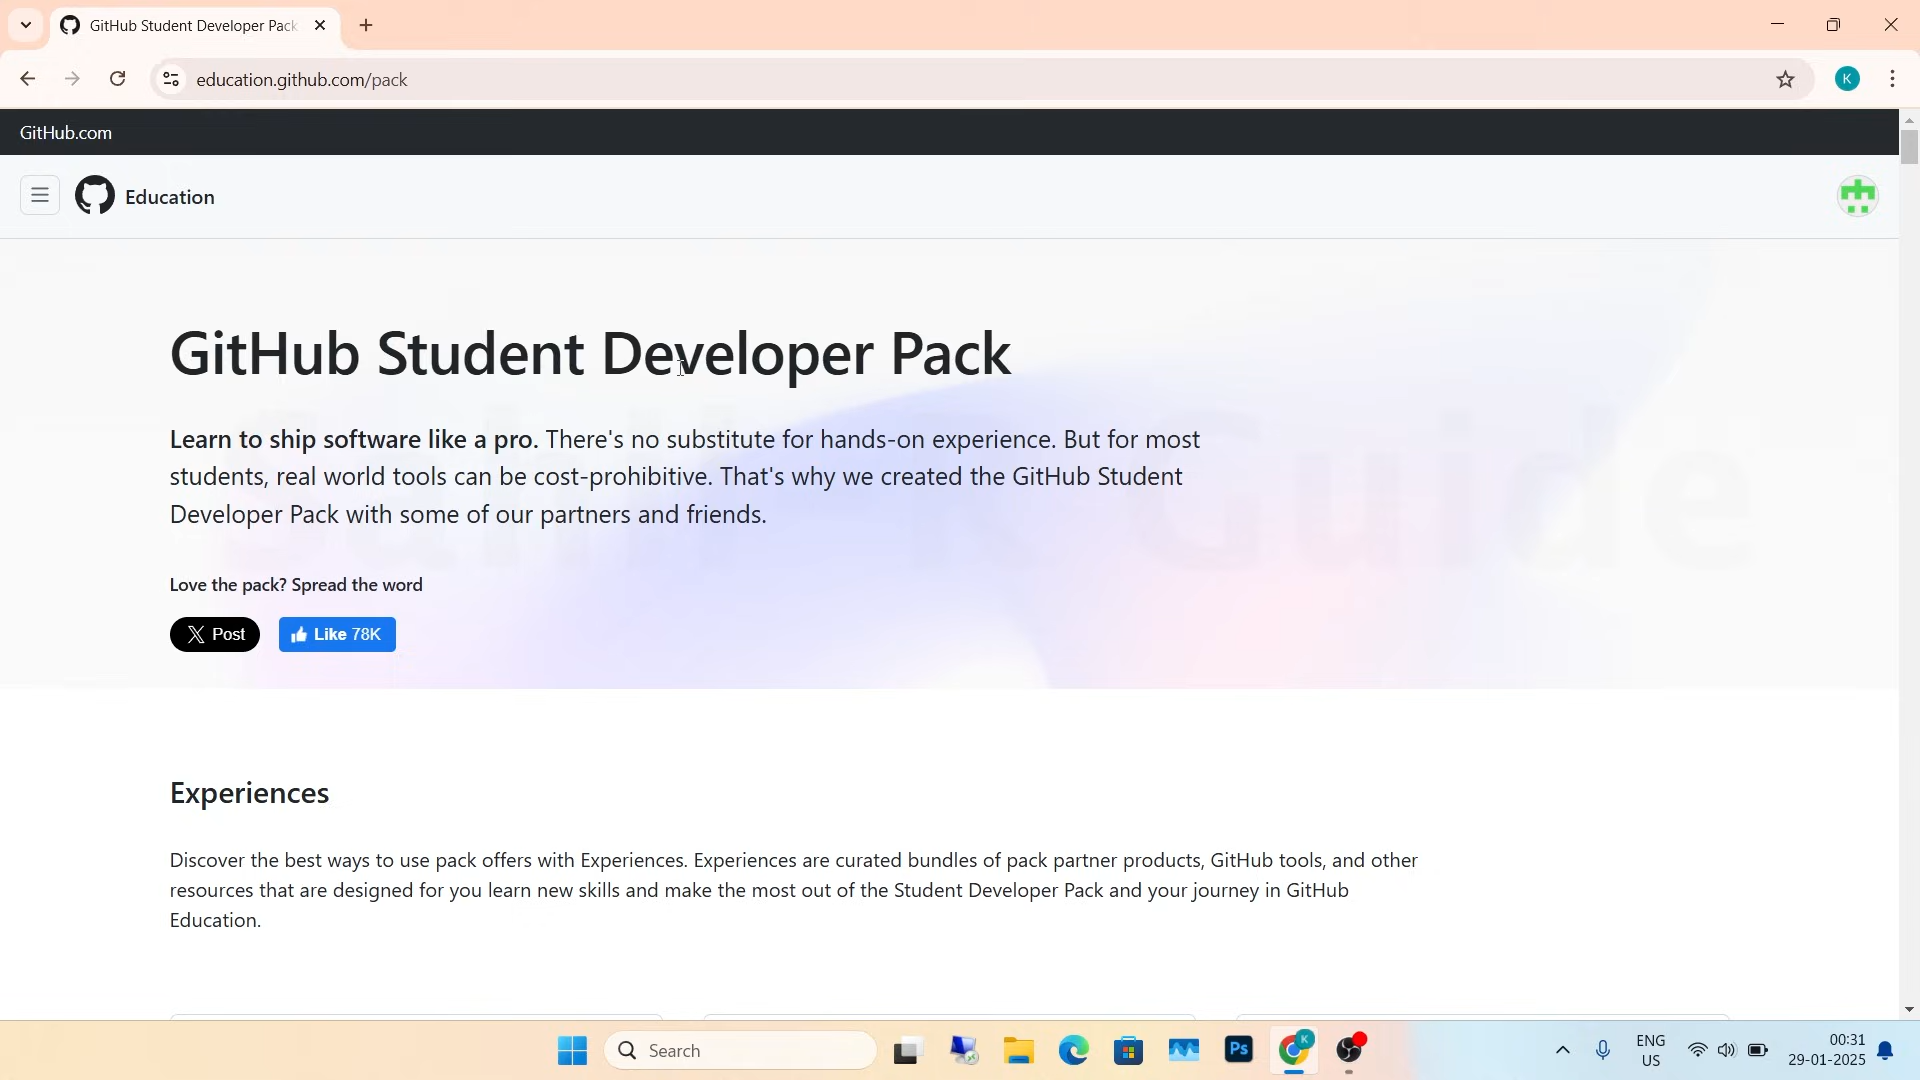 GitHub Student Developer Pack
education.github.com/pack
K
GitHub.com
Education
GitHub Student Developer Pack
Learn to ship software like a pro. There's no substitute for hands-on experience. But for most
students, real world tools can be cost-prohibitive. That's why we created the GitHub Student
Developer Pack with some of our partners and friends.
Love the pack? Spread the word
Post
Like 78K
Experiences
Discover the best ways to use pack offers with Experiences. Experiences are curated bundles of pack partner products, GitHub tools, and other
resources that are designed for you learn new skills and make the most out of the Student Developer Pack and your journey in GitHub
Education.
Search
Ps
K
ENG
US
00:31
29-01-2025